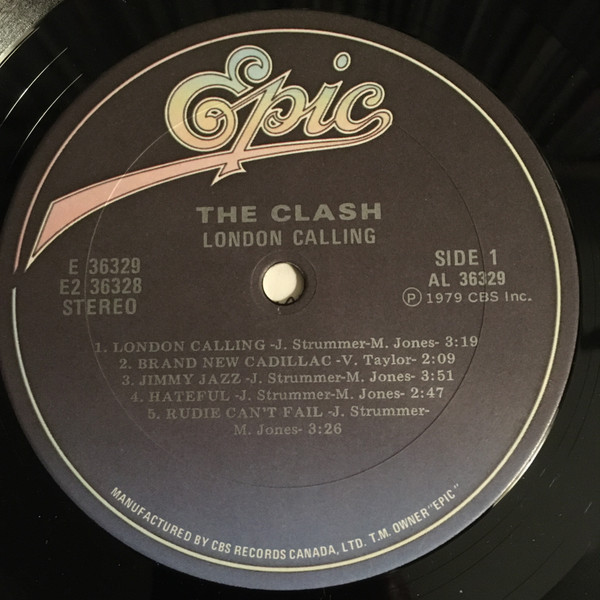 Epic
THE CLASH
LONDON CALLING
E 36329
E2 36328
STEREO
SIDE 1
AL 36329
Ⓟ 1979 CBS Inc.
1. LONDON CALLING -J. Strummer-M. Jones- 3:19
2. BRAND NEW CADILLAC -V. Taylor- 2:09
3. JIMMY JAZZ -J. Strummer-M. Jones- 3:51
4. HATEFUL -J. Strummer-M. Jones- 2:47
5. RUDIE CAN'T FAIL -J. Strummer-
M. Jones- 3:26
MANUFACTURED BY CBS RECORDS CANADA, LTD. T.M. OWNER "EPIC"